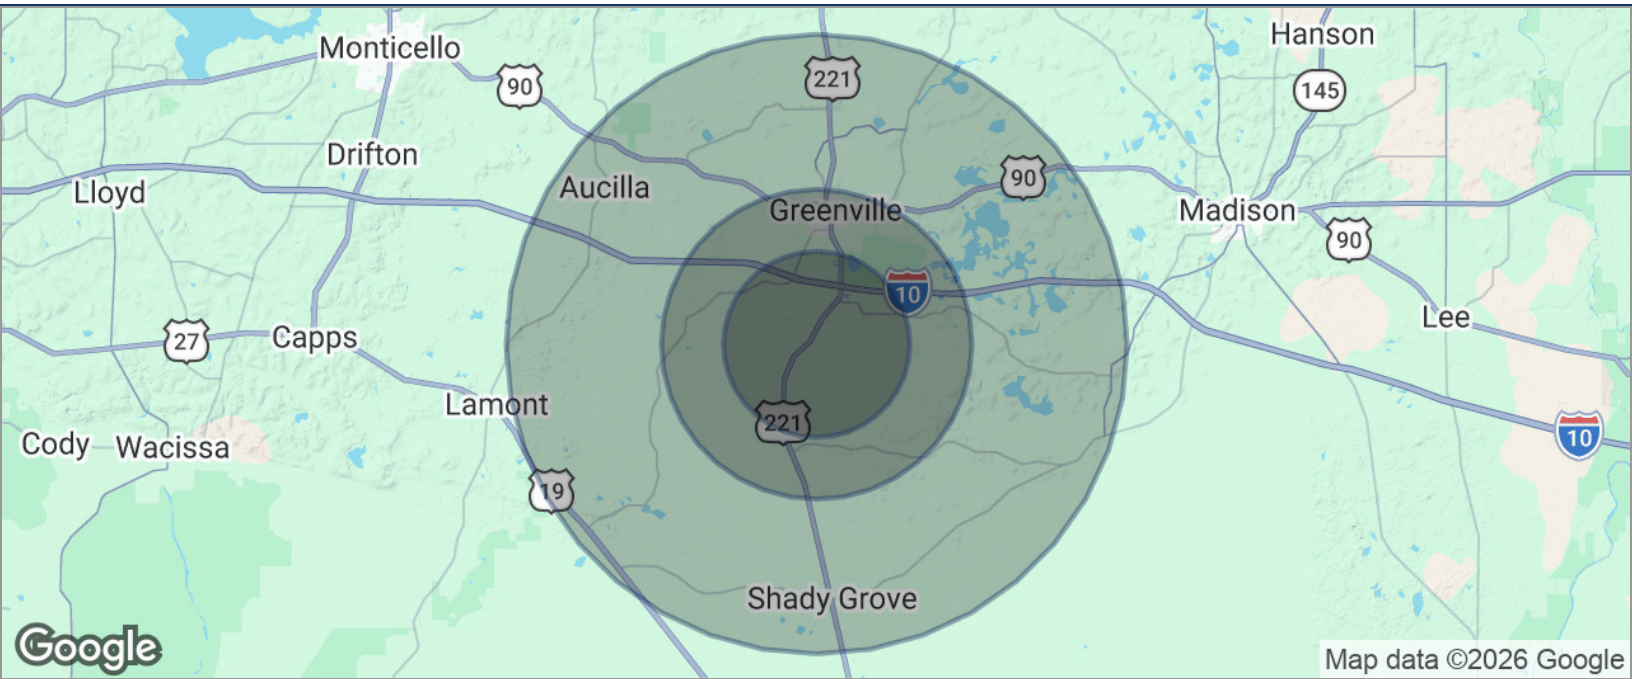 Hanson
Monticello
221
90
145
Drifton
90
Aucilla
Lloyd
Greenville
Madison
90
10
Lee
27
Capps
Lamont
221
Cody
Wacissa
10
19
Shady Grove
Google
Map data ©2026 Google